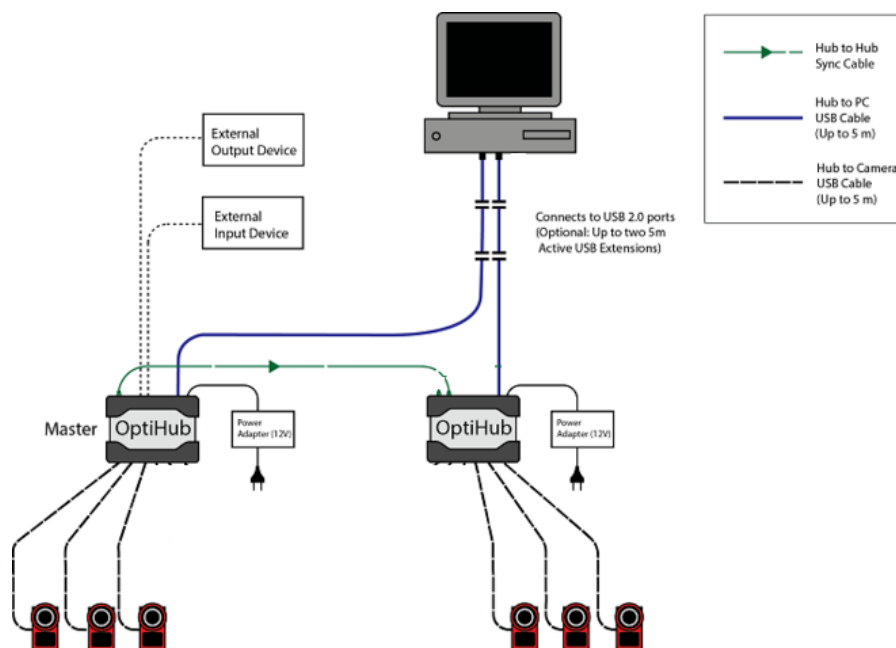 External
Output Device
External
Input Device
Connects to USB 2.0 ports
(Optional: Up to two 5m
Active USB Extensions)
Hub to Hub
Sync Cable
Hub to PC
USB Cable
(Up to 5 m)
Hub to Camera
USB Cable
(Up to 5 m)
Master
OptiHub
Power
Adapter (12V)
OptiHub
Power
Adapter (12V)